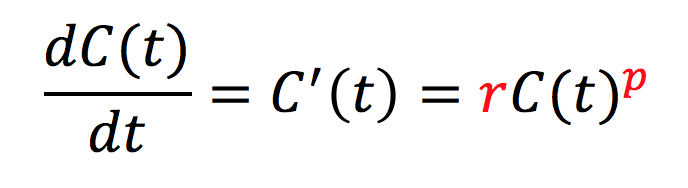 dC(t)/dt = C′(t) = rC(t)^p